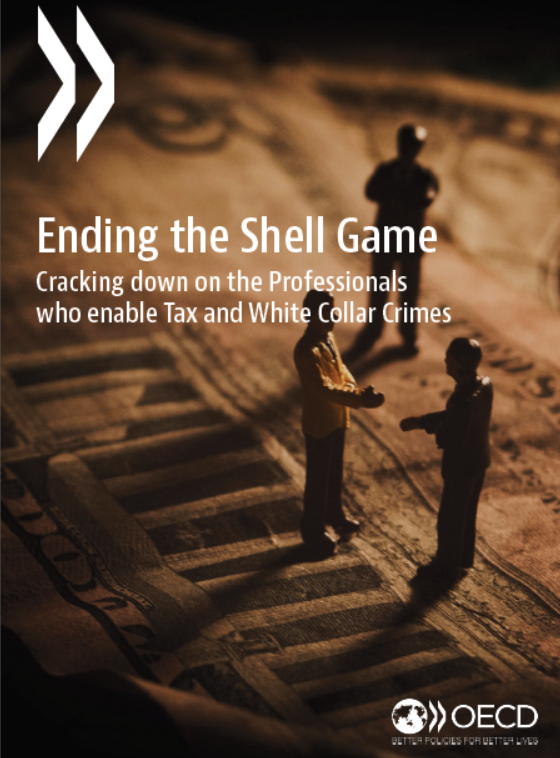 Ending the Shell Game
Cracking down on the Professionals
who enable Tax and White Collar Crimes
OECD
BETTER POLICIES FOR BETTER LIVES